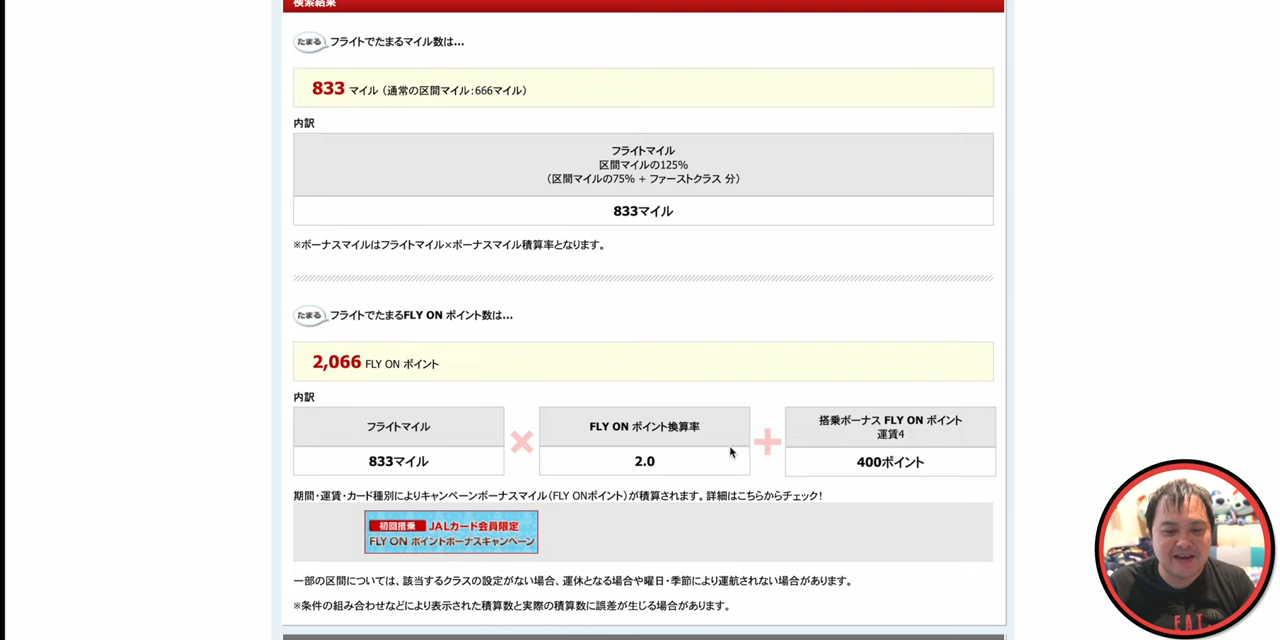 検索結果
たまる フライトでたまるマイル数は...
833 マイル (通常の区間マイル:666マイル)
内訳
フライトマイル
区間マイルの125%
(区間マイルの75% + ファーストクラス 分)
833マイル
※ボーナスマイルはフライトマイル×ボーナスマイル積算率となります。
たまる フライトでたまるFLY ON ポイント数は...
2,066 FLY ON ポイント
内訳
フライトマイル
833マイル
×
FLY ON ポイント換算率
2.0
+
搭乗ボーナス FLY ON ポイント
運賃4
400ポイント
期間・運賃・カード種別によりキャンペーンボーナスマイル(FLY ONポイント)が積算されます。詳細はこちらからチェック!
初回搭乗 JALカード会員限定
FLY ON ポイントボーナスキャンペーン
一部の区間については、該当するクラスの設定がない場合、運休となる場合や曜日・季節により運航されない場合があります。
※条件の組み合わせなどにより表示された積算数と実際の積算数に誤差が生じる場合があります。
EAT